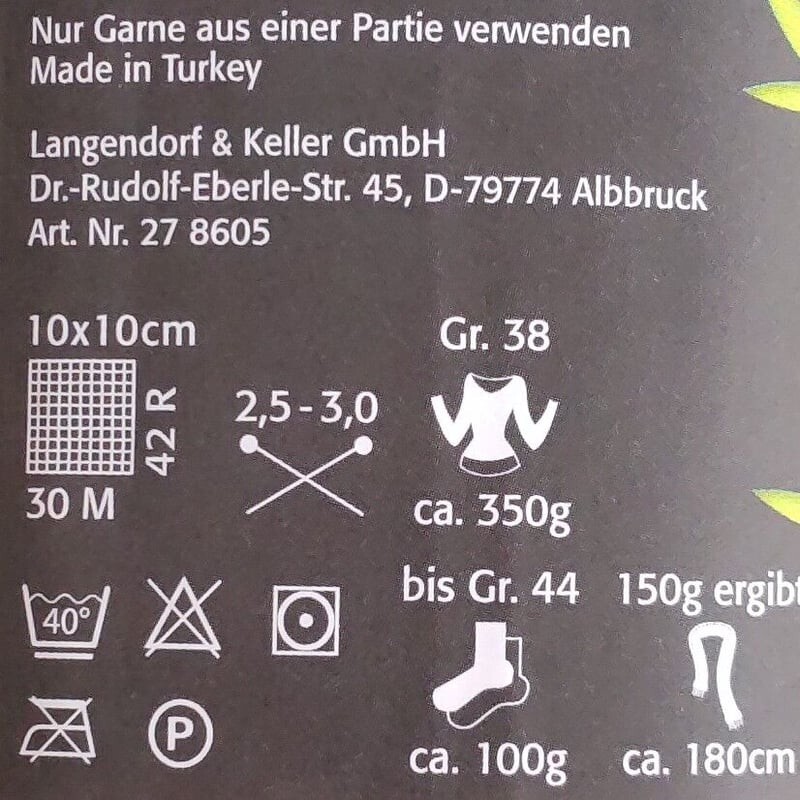 Nur Garne aus einer Partie verwenden
Made in Turkey
Langendorf & Keller GmbH
Dr.-Rudolf-Eberle-Str. 45, D-79774 Albbruck
Art. Nr. 27 8605
10x10cm
42 R
30 M
2,5 - 3,0
Gr. 38
ca. 350g
40°
P
bis Gr. 44
ca. 100g
150g ergibt
ca. 180cm